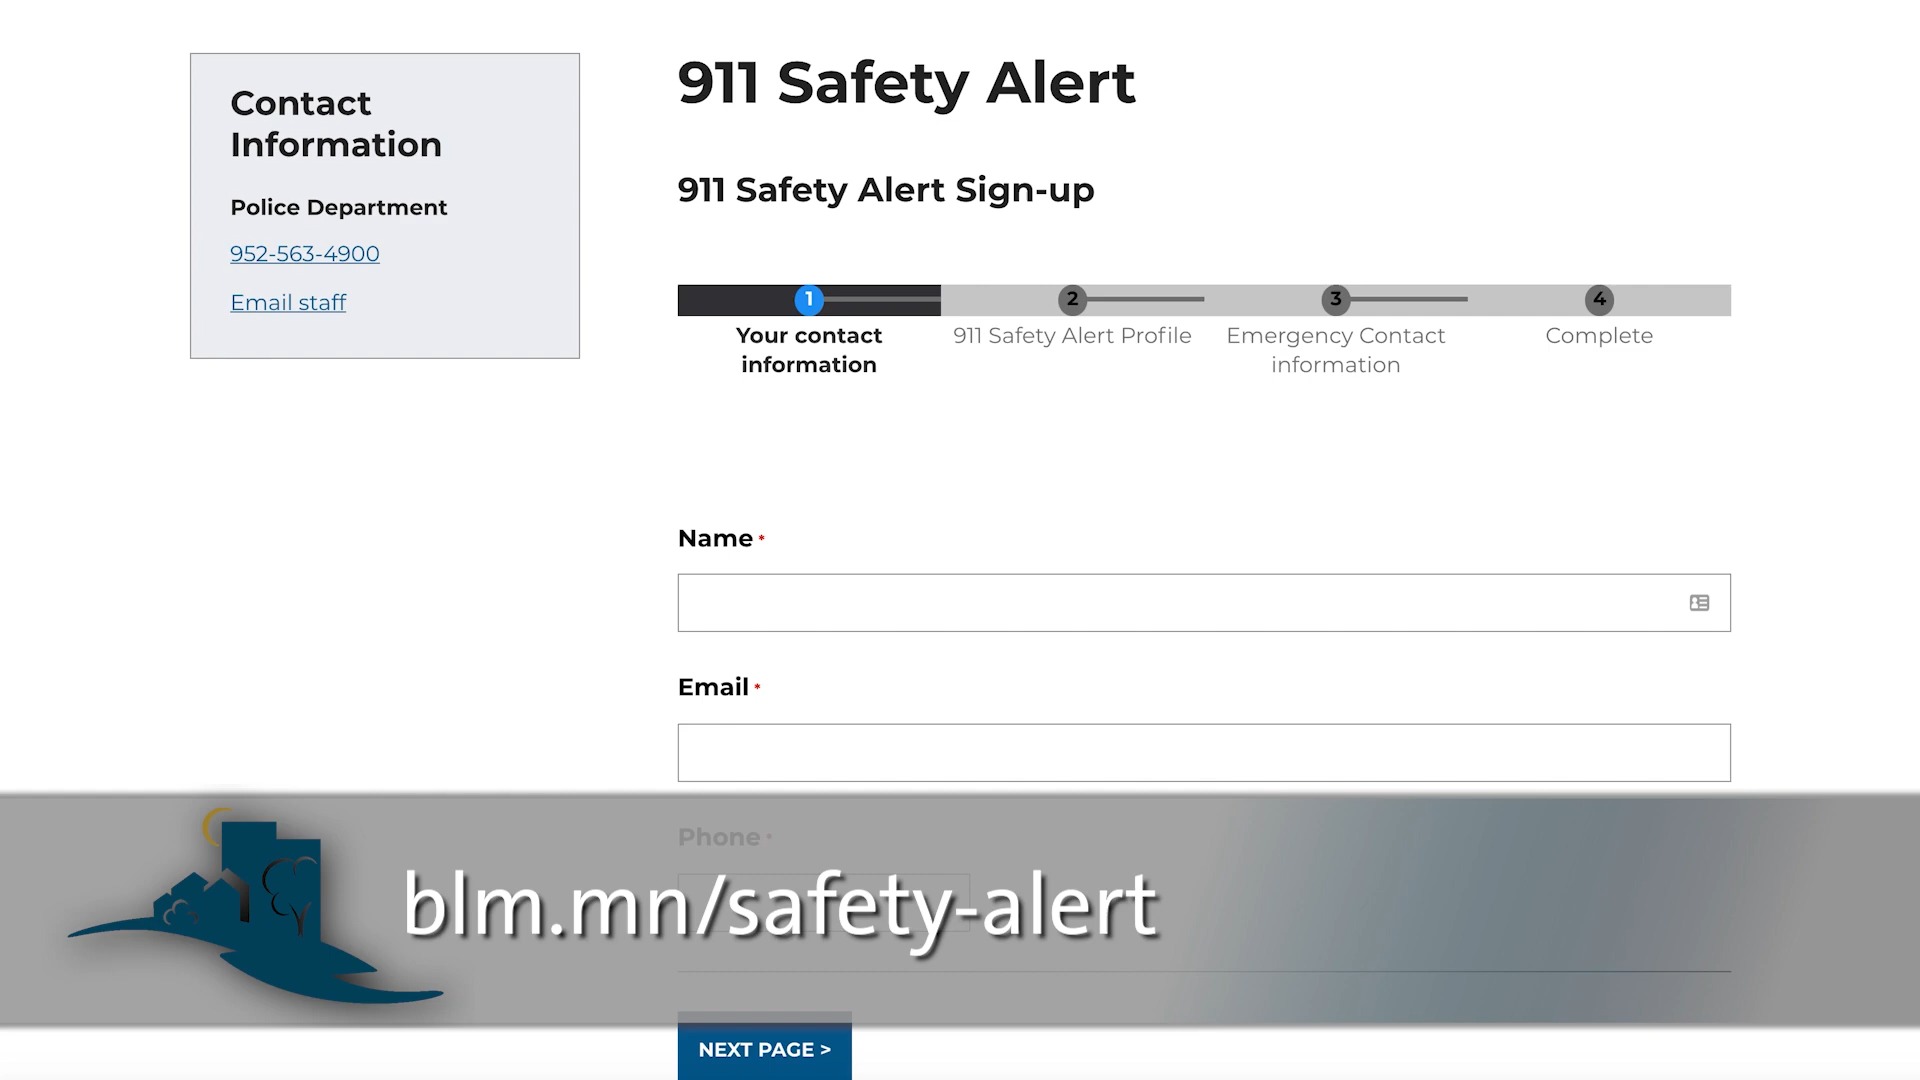 Contact
Information
Police Department
952-563-4900
Email staff
911 Safety Alert
911 Safety Alert Sign-up
1
2
3
4
Your contact
information
911 Safety Alert Profile
Emergency Contact
information
Complete
Name *
Email *
Phone *
blm.mn/safety-alert
NEXT PAGE >